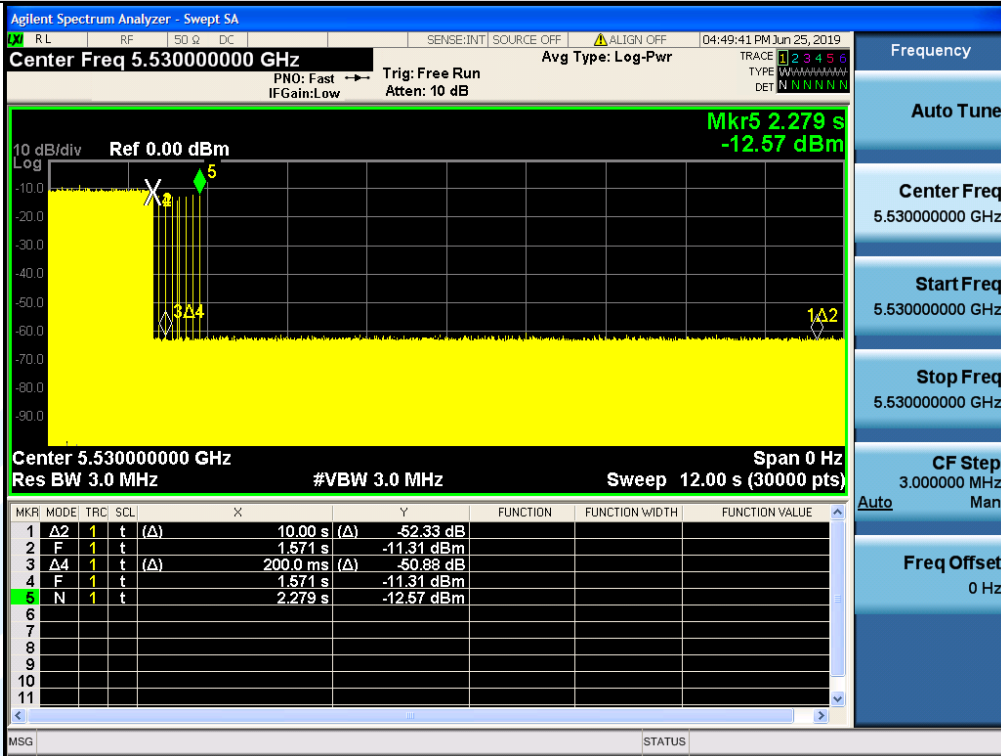 Agilent Spectrum Analyzer - Swept SA
LXI RL RF 50 Ω DC SENSE:INT SOURCE OFF ALIGN OFF 04:49:41 PM Jun 25, 2019
Center Freq 5.530000000 GHz Avg Type: Log-Pwr TRACE 1 2 3 4 5 6
PNO: Fast Trig: Free Run TYPE W
IFGain:Low Atten: 10 dB DET N N N N N N
Mkr5 2.279 s
10 dB/div Ref 0.00 dBm -12.57 dBm
Log
5
-10.0
-20.0
-30.0
-40.0
-50.0
3Δ4 1Δ2
-60.0
-70.0
-80.0
-90.0
Center 5.530000000 GHz Span 0 Hz
Res BW 3.0 MHz #VBW 3.0 MHz Sweep 12.00 s (30000 pts)
MKR MODE TRC SCL X Y FUNCTION FUNCTION WIDTH FUNCTION VALUE
1 Δ2 1 t (Δ) 10.00 s (Δ) -52.33 dB
2 F 1 t 1.571 s -11.31 dBm
3 Δ4 1 t (Δ) 200.0 ms (Δ) -50.88 dB
4 F 1 t 1.571 s -11.31 dBm
5 N 1 t 2.279 s -12.57 dBm
6
7
8
9
10
11
MSG STATUS
Frequency
Auto Tune
Center Freq
5.530000000 GHz
Start Freq
5.530000000 GHz
Stop Freq
5.530000000 GHz
CF Step
3.000000 MHz
Auto Man
Freq Offset
0 Hz